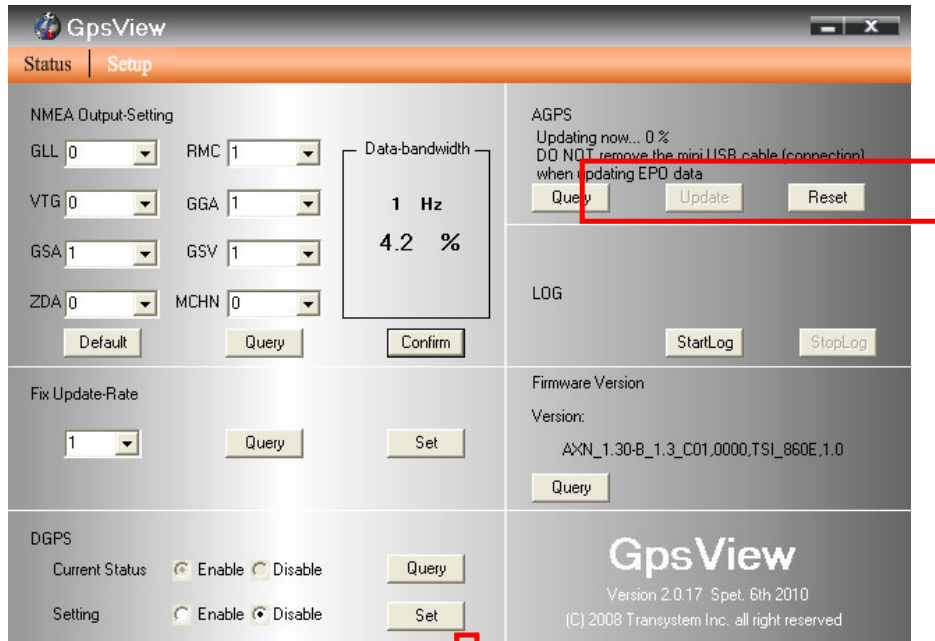 GpsView
Status Setup
NMEA Output-Setting
GLL 0 RMC 1
VTG 0 GGA 1
GSA 1 GSV 1
ZDA 0 MCHN 0
Default Query
Data-bandwidth
1 Hz
4.2 %
Confirm
Fix Update-Rate
1 Query Set
DGPS
Current Status Enable Disable Query
Setting Enable Disable Set
AGPS
Updating now... 0 %
DO NOT remove the mini USB cable (connection)
when updating EPO data
Query Update Reset
LOG
StartLog StopLog
Firmware Version
Version:
AXN_1.30-B_1.3_C01,0000,TSI_860E,1.0
Query
GpsView
Version 2.0.17 Spet. 6th 2010
(C) 2008 Transystem Inc. all right reserved